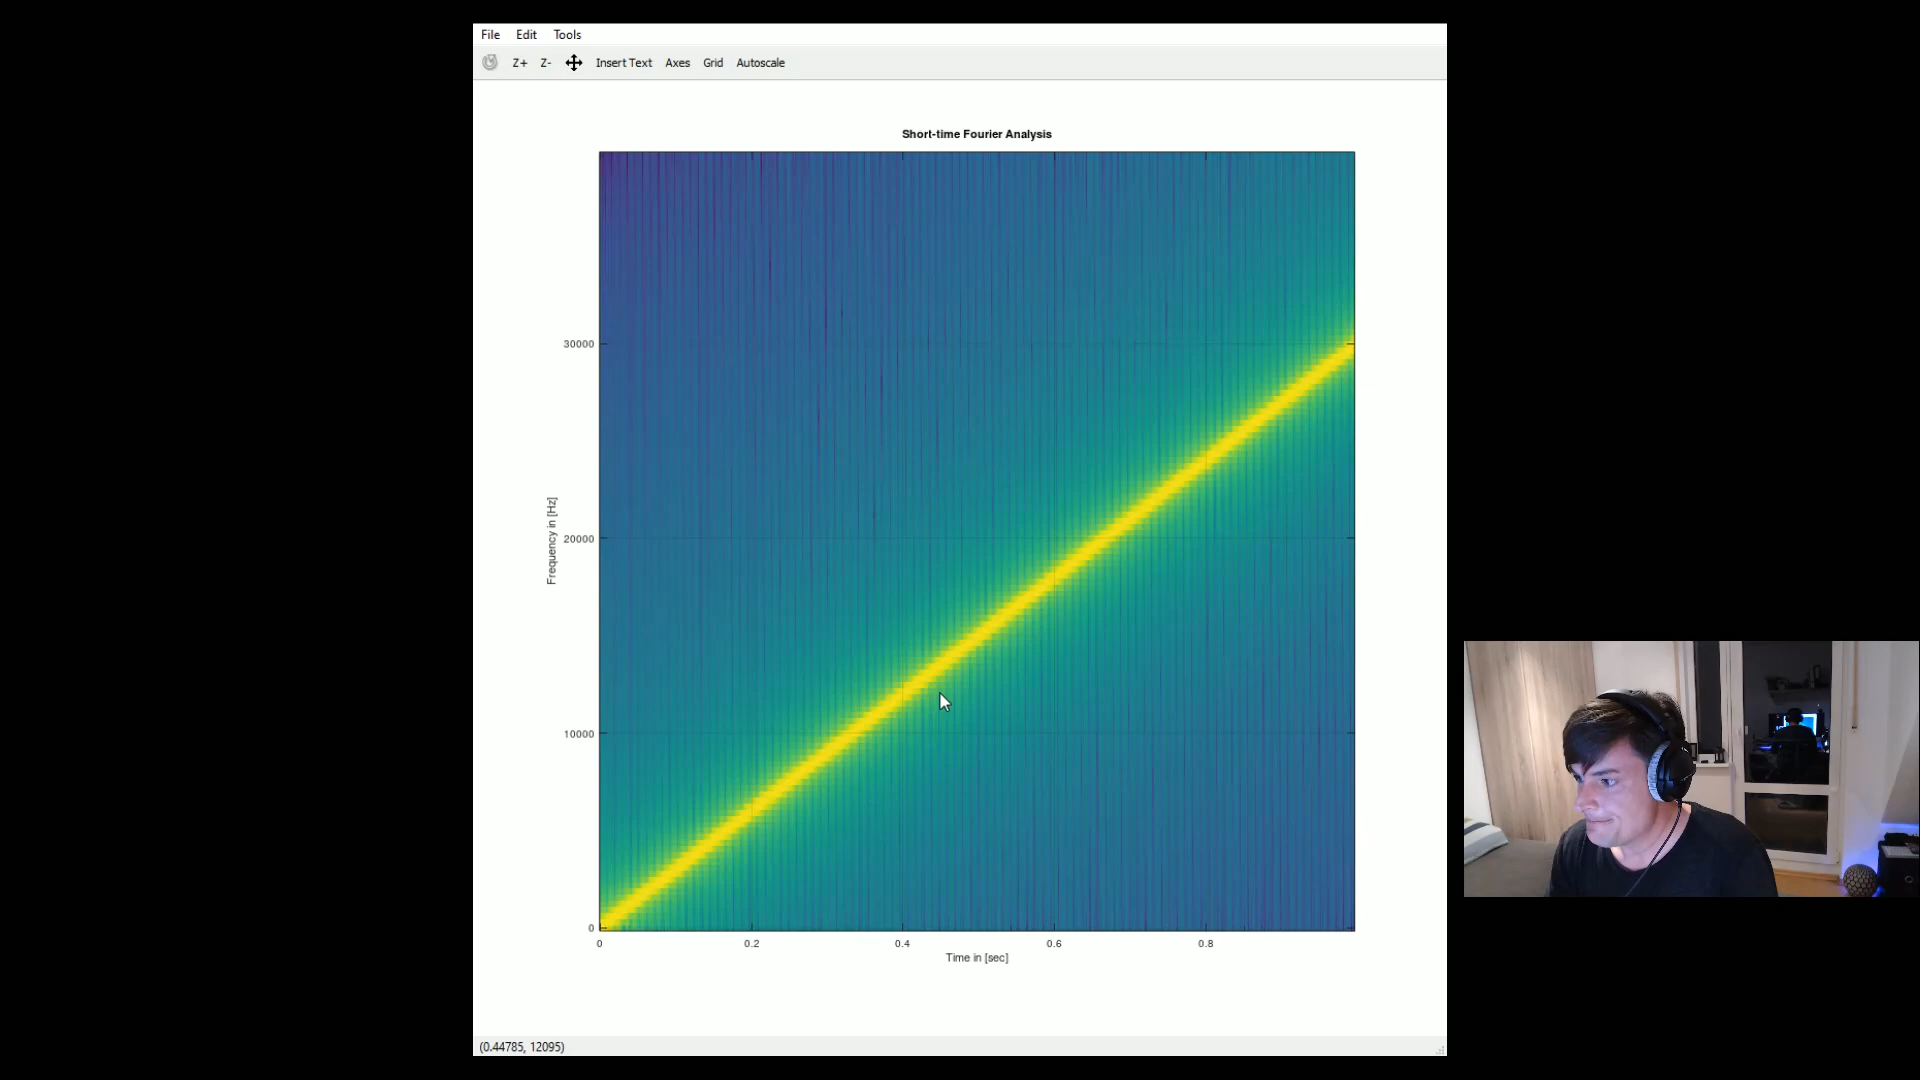 File Edit Tools
Z+ Z- Insert Text Axes Grid Autoscale
Short-time Fourier Analysis
Frequency in [Hz]
30000
20000
10000
0
0 0.2 0.4 0.6 0.8
Time in [sec]
(0.44785, 12095)